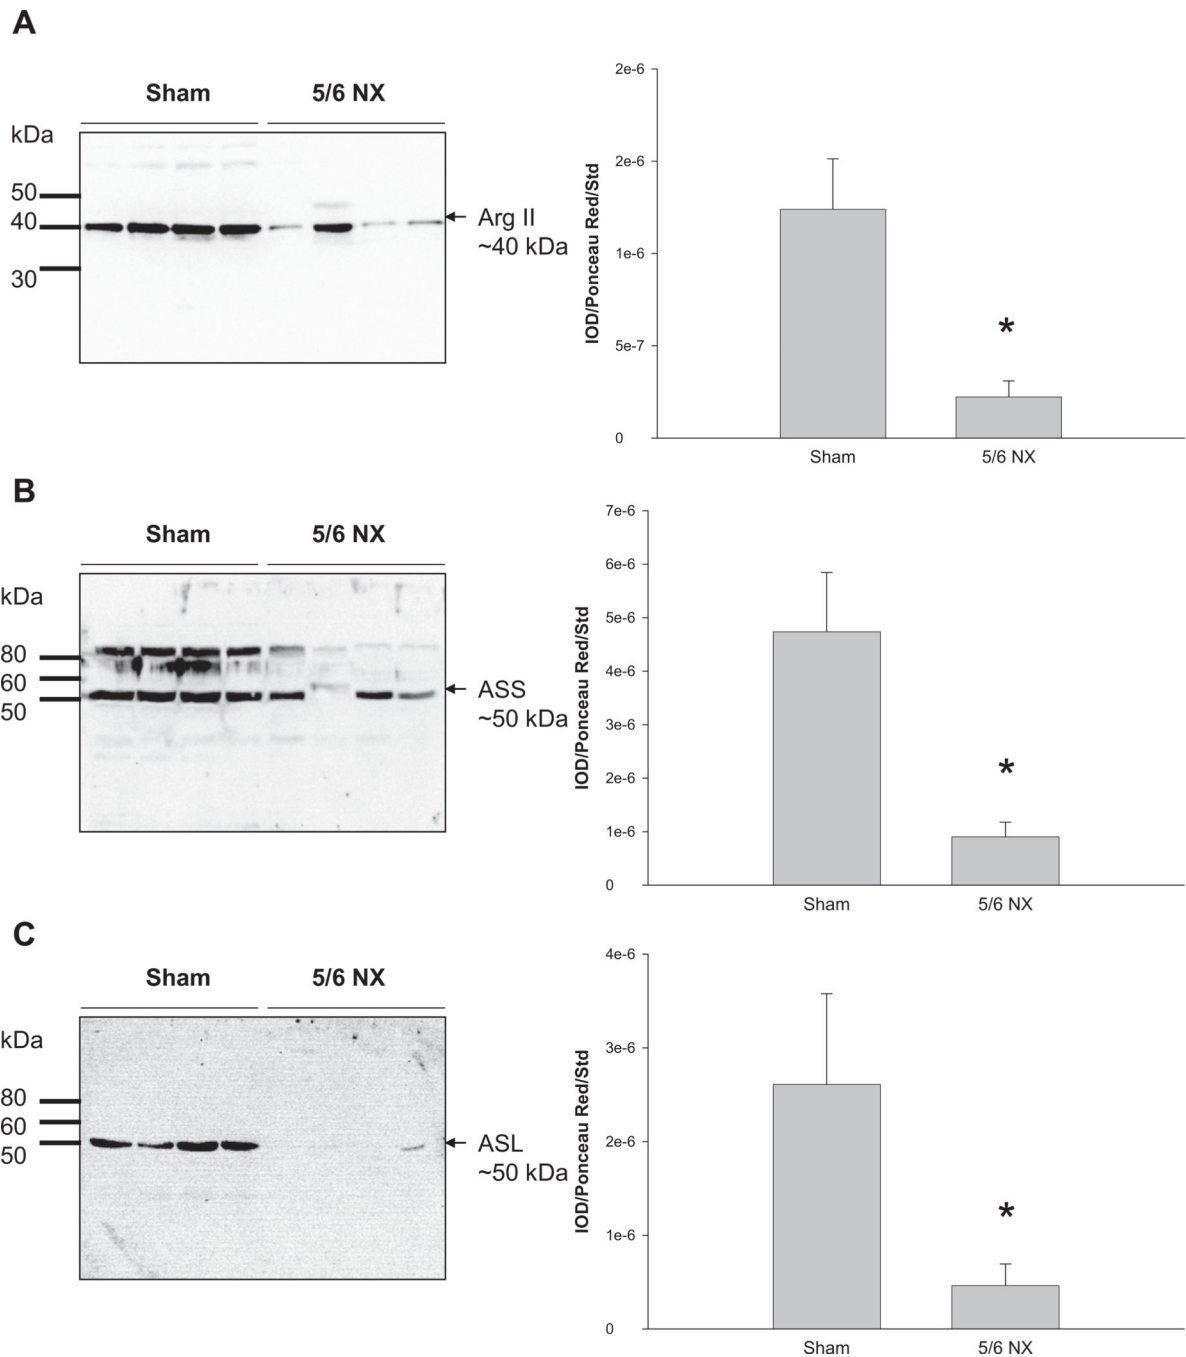 A
Sham 5/6 NX
kDa
50
40
30
Arg II
~40 kDa
IOD/Ponceau Red/Std
2e-6
2e-6
1e-6
5e-7
0
*
Sham 5/6 NX
B
Sham 5/6 NX
kDa
80
60
50
ASS
~50 kDa
IOD/Ponceau Red/Std
7e-6
6e-6
5e-6
4e-6
3e-6
2e-6
1e-6
0
*
Sham 5/6 NX
C
Sham 5/6 NX
kDa
80
60
50
ASL
~50 kDa
IOD/Ponceau Red/Std
4e-6
3e-6
2e-6
1e-6
0
*
Sham 5/6 NX